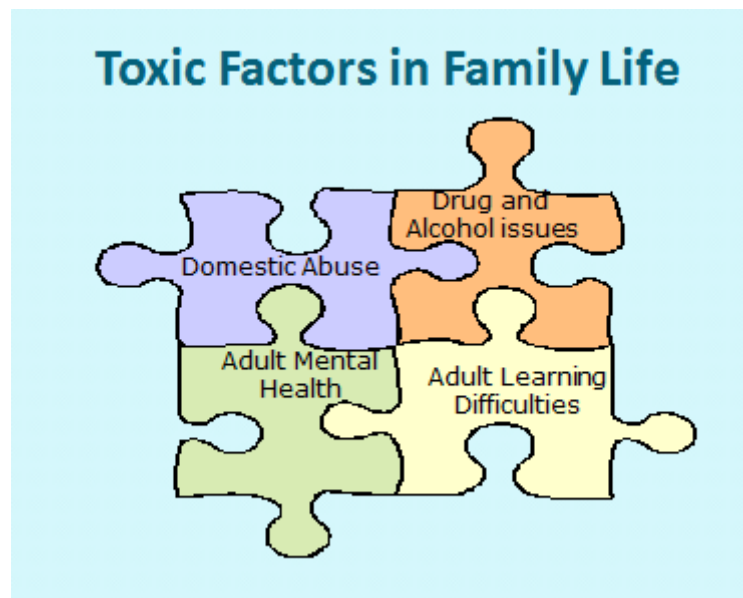 Toxic Factors in Family Life
Drug and
Alcohol issues
Domestic Abuse
Adult Mental
Health
Adult Learning
Difficulties